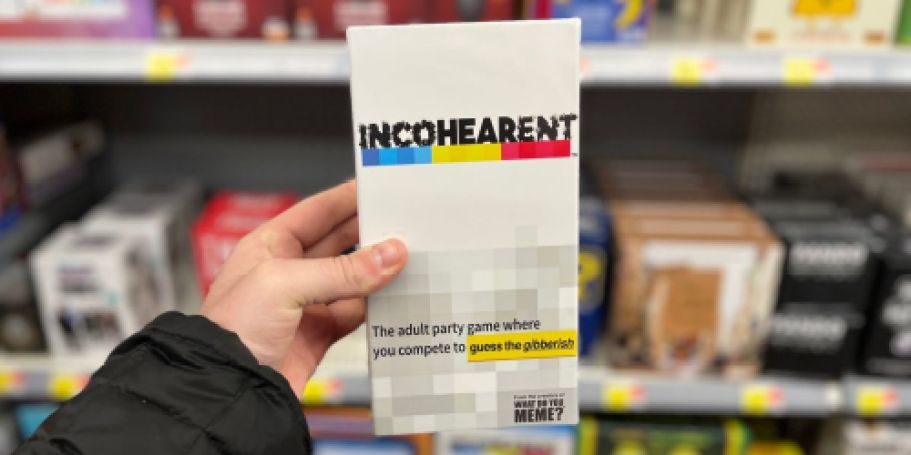 INCOHEARENT™
The adult party game where
you compete to guess the gibberish
From the creators of
WHAT DO YOU
MEME?